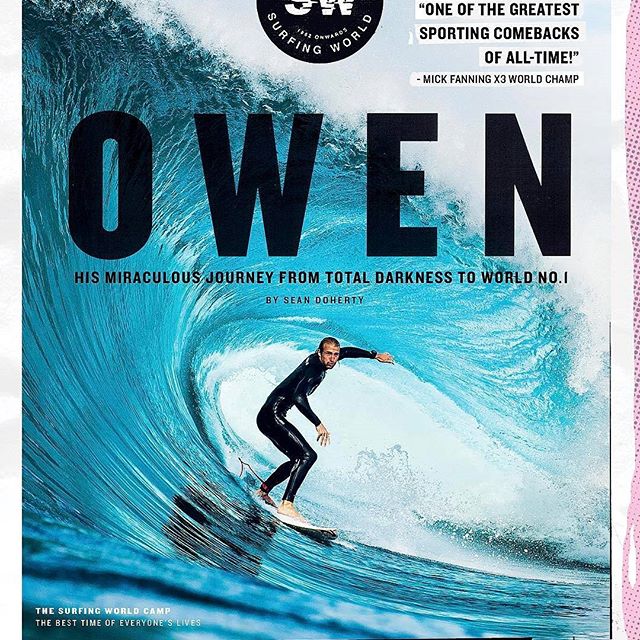 SW
1962 ONWARDS
SURFING WORLD
“ONE OF THE GREATEST
SPORTING COMEBACKS
OF ALL-TIME!”
- MICK FANNING X3 WORLD CHAMP
OWEN
HIS MIRACULOUS JOURNEY FROM TOTAL DARKNESS TO WORLD NO.1
BY SEAN DOHERTY
THE SURFING WORLD CAMP
THE BEST TIME OF EVERYONE'S LIVES